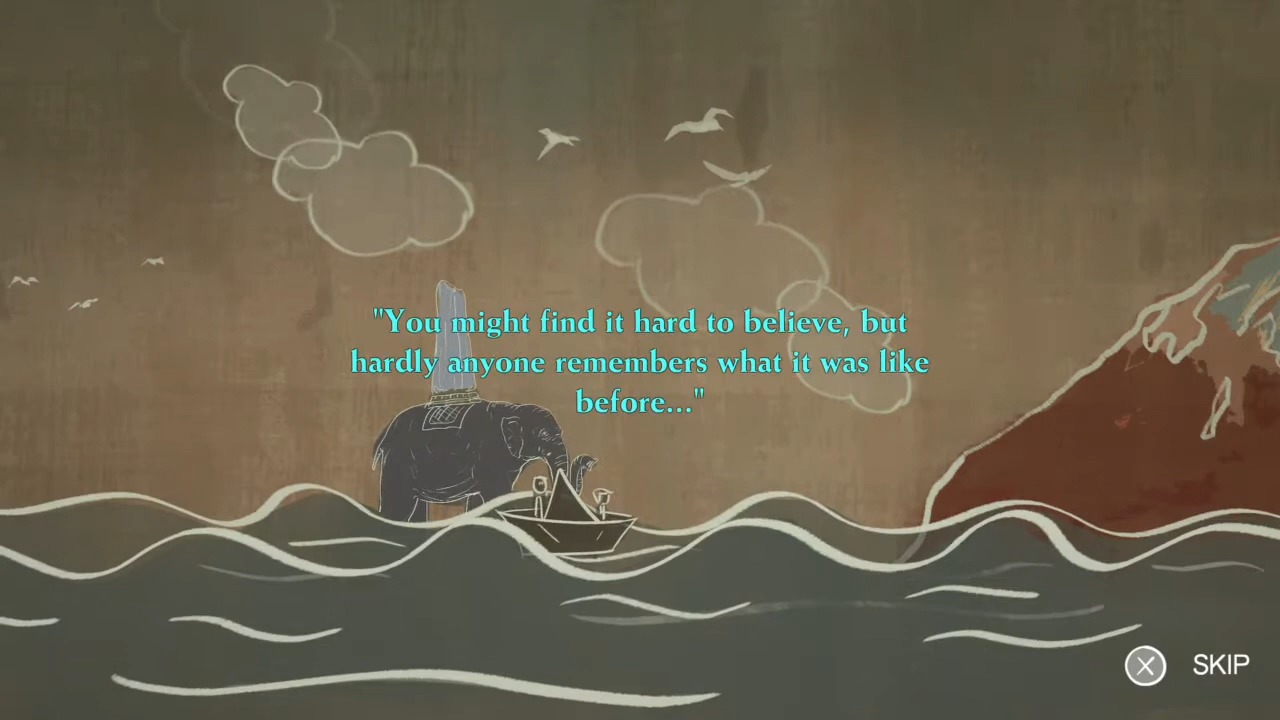 "You might find it hard to believe, but
hardly anyone remembers what it was like
before..."
SKIP